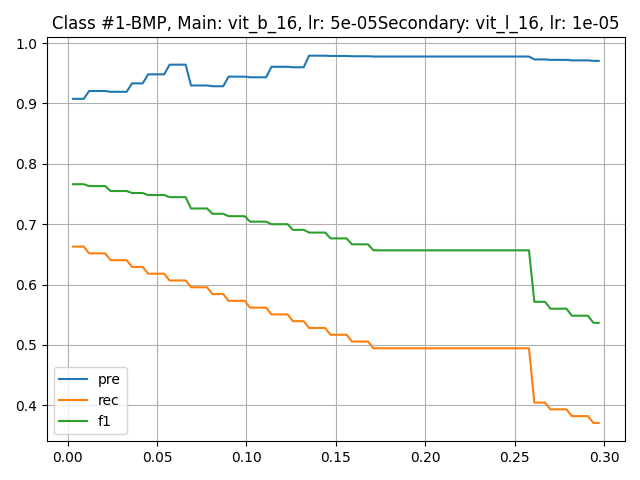 Class #1-BMP, Main: vit_b_16, lr: 5e-05Secondary: vit_l_16, lr: 1e-05
1.0
0.9
0.8
0.7
0.6
0.5
0.4
pre
rec
f1
0.00 0.05 0.10 0.15 0.20 0.25 0.30